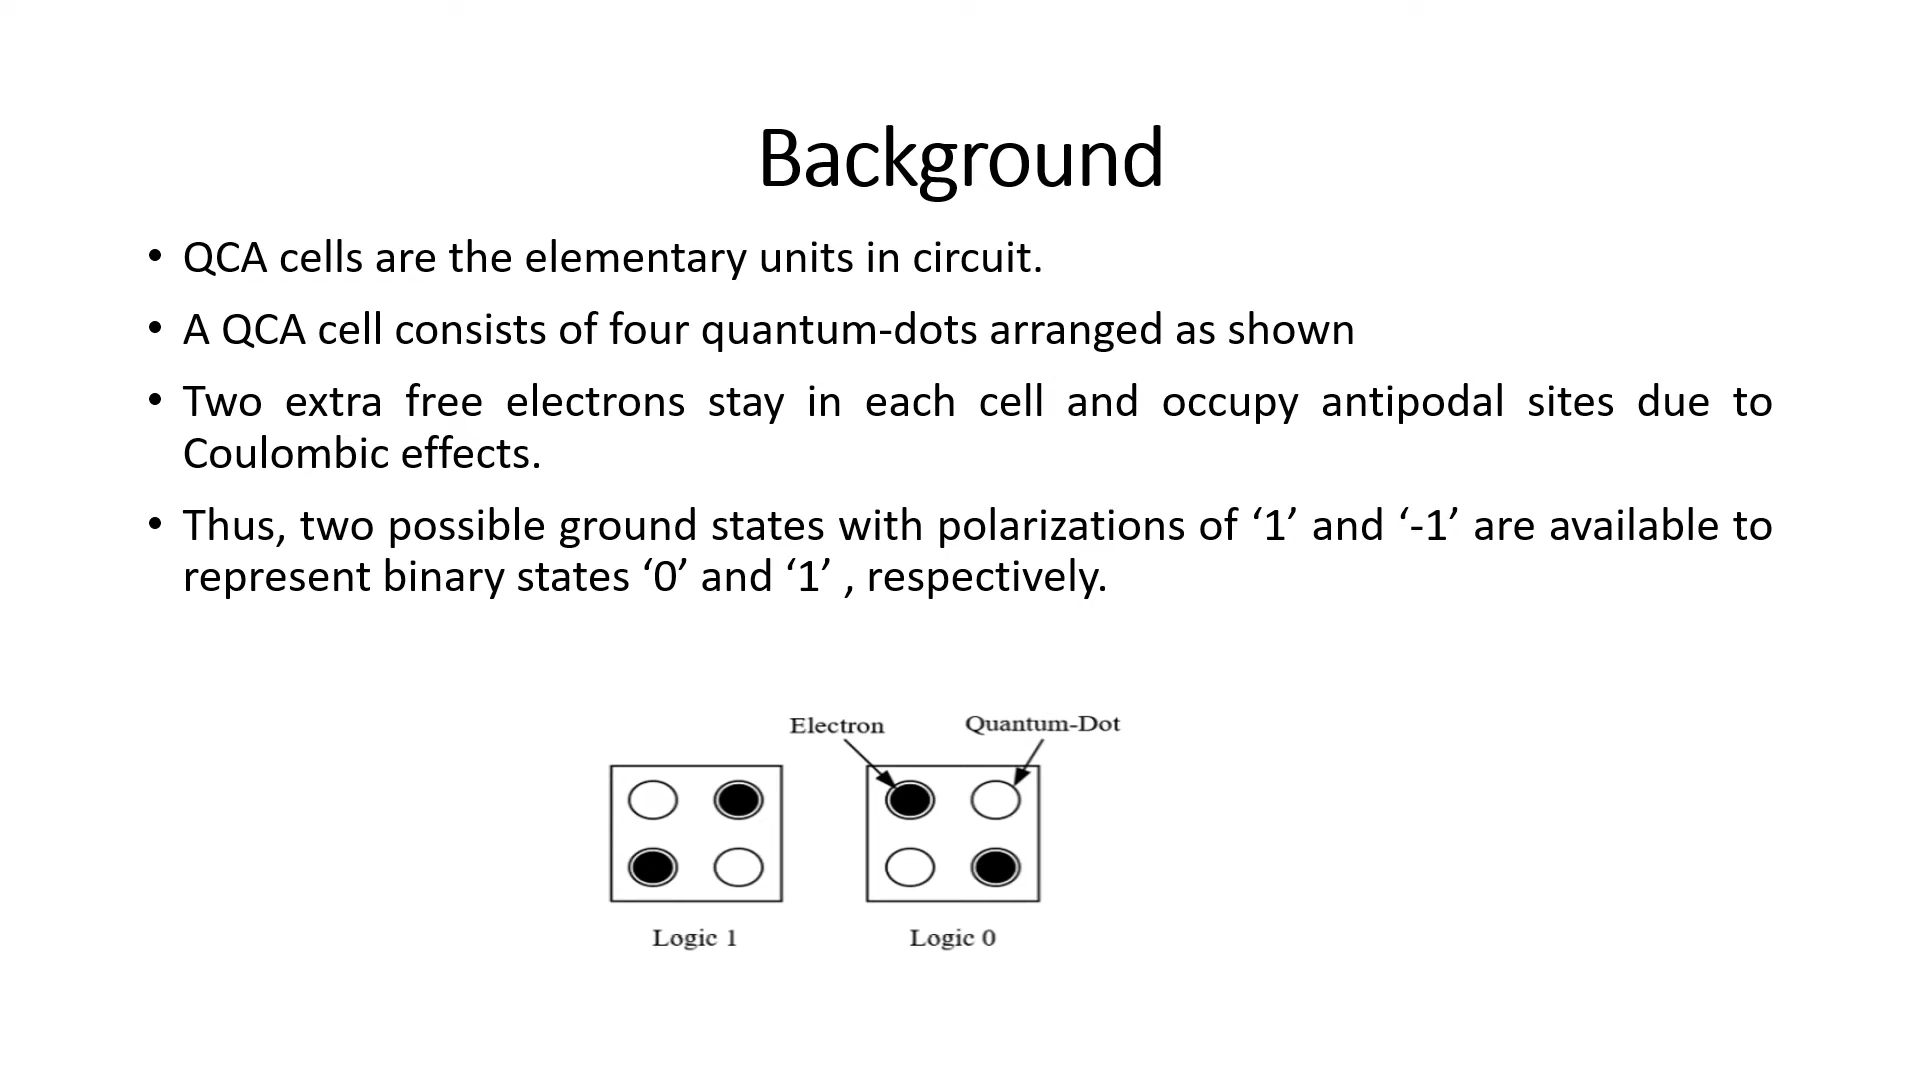 Background
• QCA cells are the elementary units in circuit.
• A QCA cell consists of four quantum-dots arranged as shown
• Two extra free electrons stay in each cell and occupy antipodal sites due to
Coulombic effects.
• Thus, two possible ground states with polarizations of ‘1’ and ‘-1’ are available to
represent binary states ‘0’ and ‘1’ , respectively.
Electron Quantum-Dot
Logic 1 Logic 0